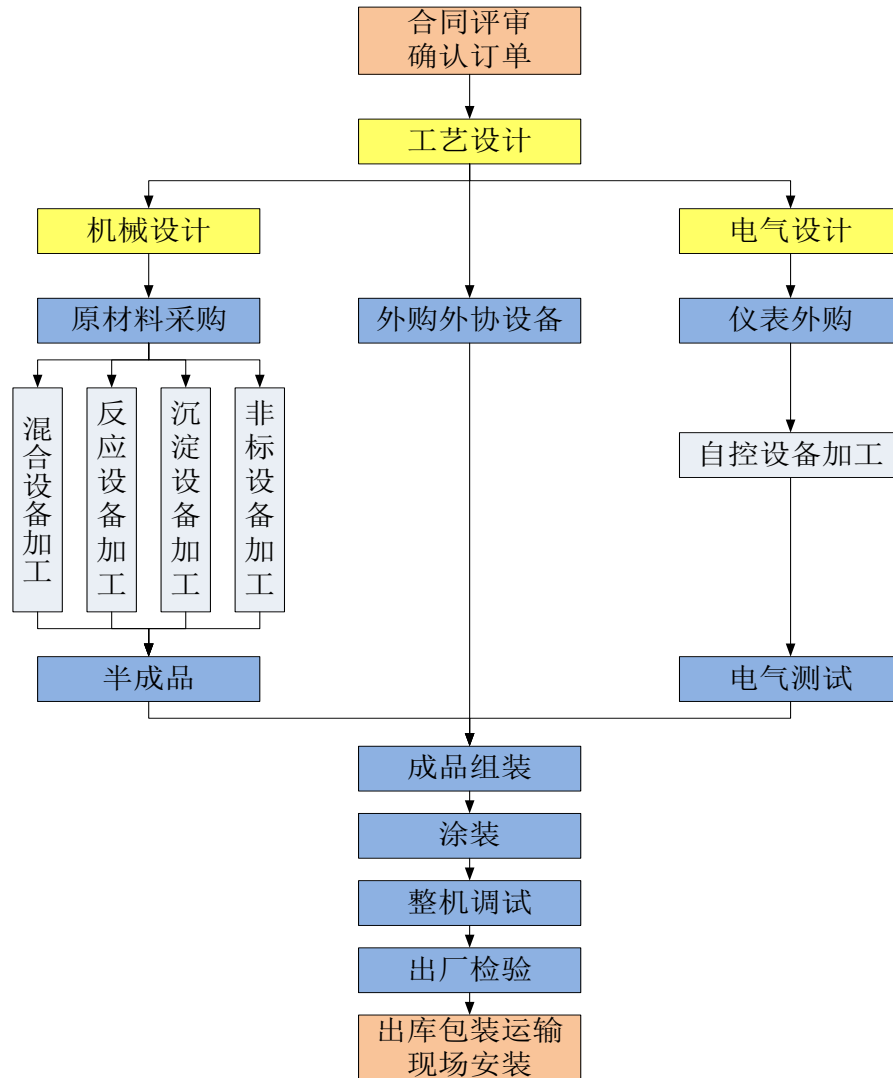 合同评审
确认订单
工艺设计
机械设计
电气设计
原材料采购
外购外协设备
仪表外购
混合设备加工
反应设备加工
沉淀设备加工
非标设备加工
自控设备加工
半成品
电气测试
成品组装
涂装
整机调试
出厂检验
出库包装运输
现场安装